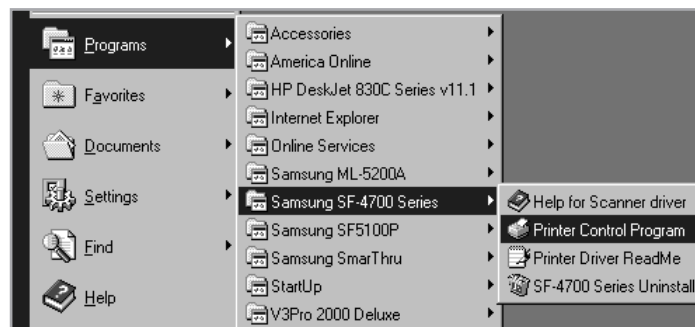 Programs
Favorites
Documents
Settings
Find
Help
Accessories
America Online
HP DeskJet 830C Series v11.1
Internet Explorer
Online Services
Samsung ML-5200A
Samsung SF-4700 Series
Samsung SF5100P
Samsung SmarThru
StartUp
V3Pro 2000 Deluxe
Help for Scanner driver
Printer Control Program
Printer Driver ReadMe
SF-4700 Series Uninstall